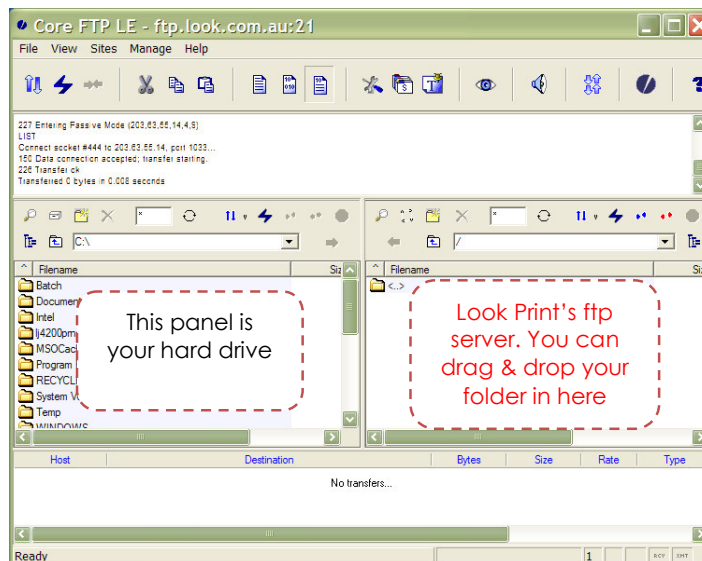 Core FTP LE - ftp.look.com.au:21
File View Sites Manage Help
227 Entering Passive Mode (203,63,55,14,4,9)
LIST
Connect socket #444 to 203.63.55.14, port 1033...
150 Data connection accepted; transfer starting.
226 Transfer ok
Transferred 0 bytes in 0.008 seconds
C:\
/
Filename
Batch
Intel
lj4200pm
Program
Temp
WINDOWS
This panel is
your hard drive
Filename
<..>
Look Print's ftp
server. You can
drag & drop your
folder in here
Host Destination Bytes Size Rate Type
No transfers...
Ready 1 RCV XMT